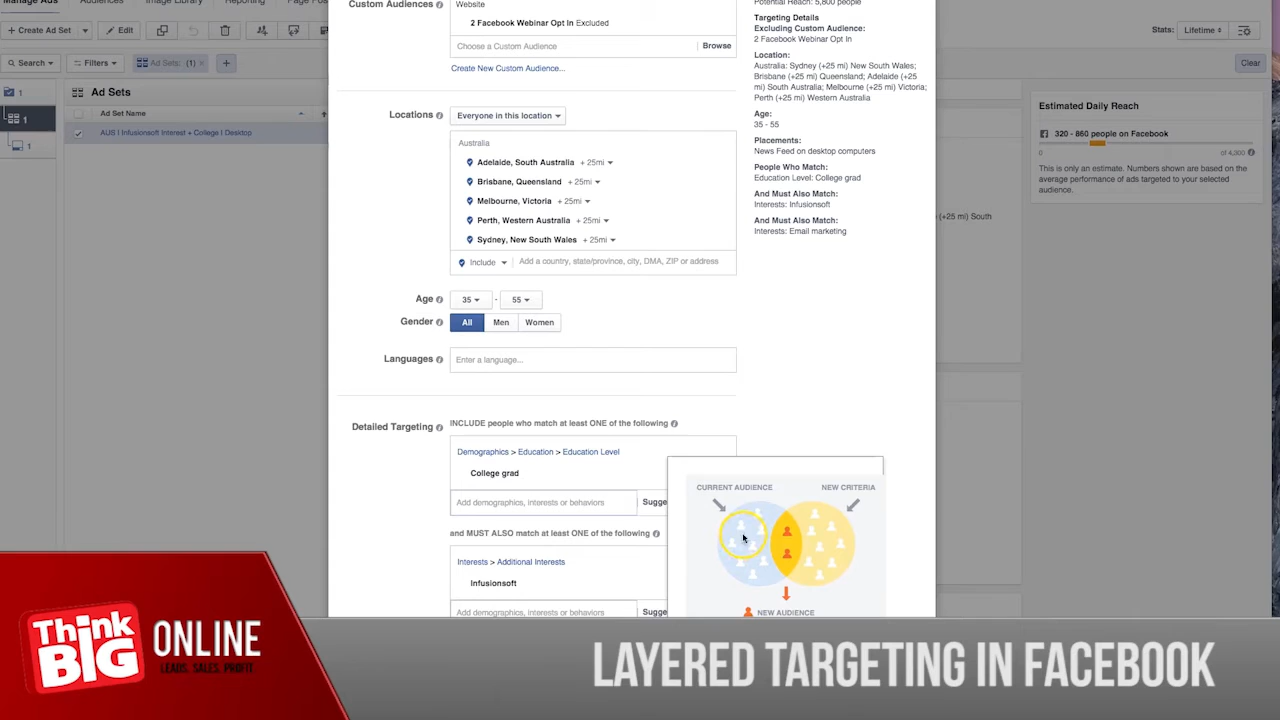 Manage Ads
Audiences
Image Library
Reporting
Custom Audiences
Website
2 Facebook Webinar Opt In Excluded
Choose a Custom Audience
Browse
Create New Custom Audience...
Potential Reach: 5,800 people
Targeting Details
Excluding Custom Audience:
2 Facebook Webinar Opt In
Location:
Australia: Sydney (+25 mi) New South Wales;
Brisbane (+25 mi) Queensland; Adelaide (+25
mi) South Australia; Melbourne (+25 mi) Victoria;
Perth (+25 mi) Western Australia
Age:
35 - 55
Placements:
News Feed on desktop computers
People Who Match:
Education Level: College grad
And Must Also Match:
Interests: Infusionsoft
And Must Also Match:
Interests: Email marketing
+ Create Ad Set
Edit
Stats:
Lifetime
Search
Filters
Ad Sets: (1)
Clear
1
1
1
Ad Sets
Ad Set Name
AUS I Infusionsoft Interest + College I Desktop
Locations
Everyone in this location
Australia
Adelaide, South Australia + 25mi
Brisbane, Queensland + 25mi
Melbourne, Victoria + 25mi
Perth, Western Australia + 25mi
Sydney, New South Wales + 25mi
Include
Add a country, state/province, city, DMA, ZIP or address
Age
35 - 55
Gender
All Men Women
Languages
Enter a language...
Detailed Targeting
INCLUDE people who match at least ONE of the following
Demographics > Education > Education Level
College grad
Add demographics, interests or behaviors
Sugge
and MUST ALSO match at least ONE of the following
Interests > Additional Interests
Infusionsoft
Add demographics, interests or behaviors
Sugge
CURRENT AUDIENCE
NEW CRITERIA
NEW AUDIENCE
Estimated Daily Reach
320 - 860 people on Facebook
0
of 4,300
This is only an estimate. Numbers shown are based on the
average performance of ads targeted to your selected
audience.
(+25 mi) South
Think
BIG
ONLINE
LEADS. SALES. PROFIT.
LAYERED TARGETING IN FACEBOOK